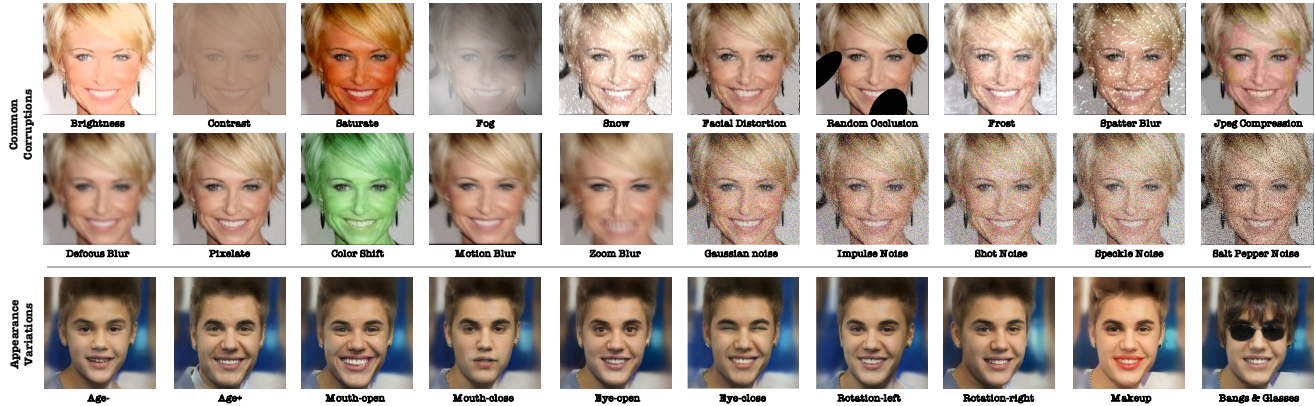 Common
Corruptions
Brightness
Contrast
Saturate
Fog
Snow
Facial Distortion
Random Occlusion
Frost
Spatter Blur
Jpeg Compression
Defocus Blur
Pixelate
Color Shift
Motion Blur
Zoom Blur
Gaussian noise
Impulse Noise
Shot Noise
Speckle Noise
Salt Pepper Noise
Appearance
Variations
Age-
Age+
Mouth-open
Mouth-close
Eye-open
Eye-close
Rotation-left
Rotation-right
Makeup
Bangs & Glasses